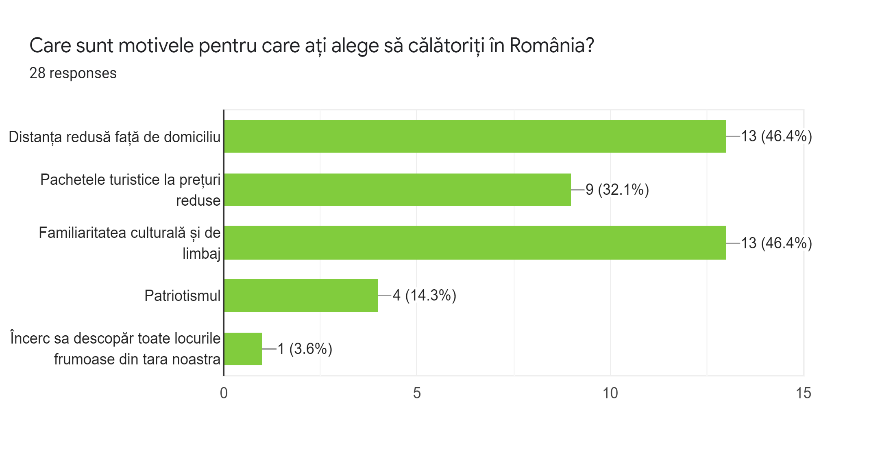 Care sunt motivele pentru care ați alege să călătoriți în România?
28 responses
Distanța redusă față de domiciliu
13 (46.4%)
Pachetele turistice la prețuri
reduse
9 (32.1%)
Familiaritatea culturală și de
limbaj
13 (46.4%)
Patriotismul
4 (14.3%)
Încerc sa descopăr toate locurile
frumoase din tara noastra
1 (3.6%)
0
5
10
15